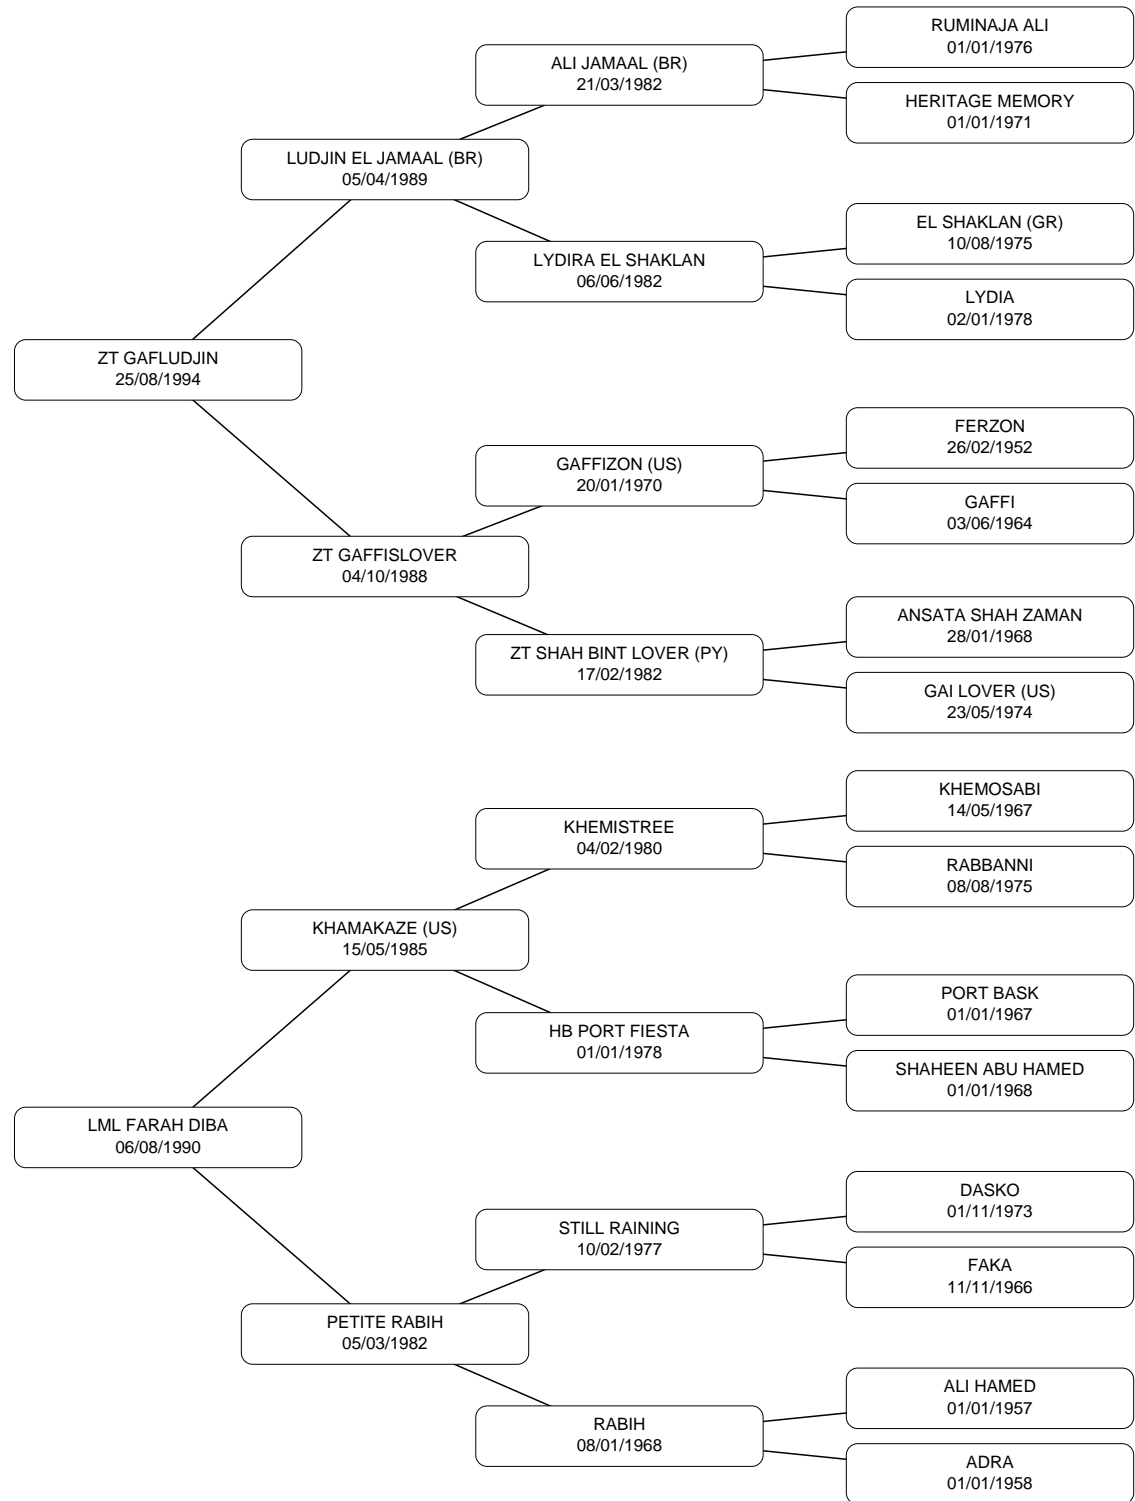 RUMINAJA ALI
01/01/1976
ALI JAMAAL (BR)
21/03/1982
HERITAGE MEMORY
01/01/1971
LUDJIN EL JAMAAL (BR)
05/04/1989
EL SHAKLAN (GR)
10/08/1975
LYDIRA EL SHAKLAN
06/06/1982
LYDIA
02/01/1978
ZT GAFLUDJIN
25/08/1994
FERZON
26/02/1952
GAFFIZON (US)
20/01/1970
GAFFI
03/06/1964
ZT GAFFISLOVER
04/10/1988
ANSATA SHAH ZAMAN
28/01/1968
ZT SHAH BINT LOVER (PY)
17/02/1982
GAI LOVER (US)
23/05/1974
KHEMOSABI
14/05/1967
KHEMISTREE
04/02/1980
RABBANNI
08/08/1975
KHAMAKAZE (US)
15/05/1985
PORT BASK
01/01/1967
HB PORT FIESTA
01/01/1978
SHAHEEN ABU HAMED
01/01/1968
LML FARAH DIBA
06/08/1990
DASKO
01/11/1973
STILL RAINING
10/02/1977
FAKA
11/11/1966
PETITE RABIH
05/03/1982
ALI HAMED
01/01/1957
RABIH
08/01/1968
ADRA
01/01/1958